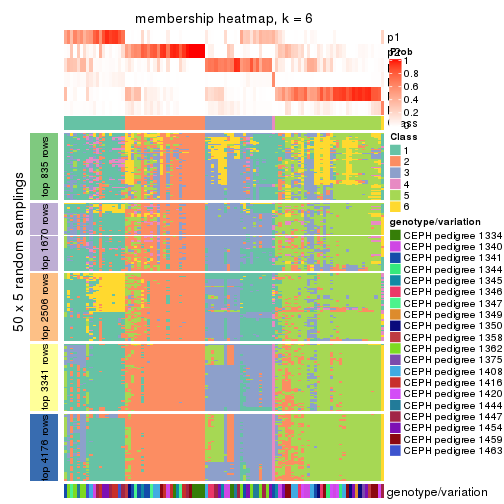 membership heatmap, k = 6
p1
p2
Prob
1
0.8
0.6
0.4
0.2
0
Class
1
2
3
4
5
6
genotype/variation
CEPH pedigree 1334
CEPH pedigree 1340
CEPH pedigree 1341
CEPH pedigree 1344
CEPH pedigree 1345
CEPH pedigree 1346
CEPH pedigree 1347
CEPH pedigree 1349
CEPH pedigree 1350
CEPH pedigree 1358
CEPH pedigree 1362
CEPH pedigree 1375
CEPH pedigree 1408
CEPH pedigree 1416
CEPH pedigree 1420
CEPH pedigree 1444
CEPH pedigree 1447
CEPH pedigree 1454
CEPH pedigree 1459
CEPH pedigree 1463
50 x 5 random samplings
top 835 rows
top 1670 rows
top 2506 rows
top 3341 rows
top 4176 rows
genotype/variation